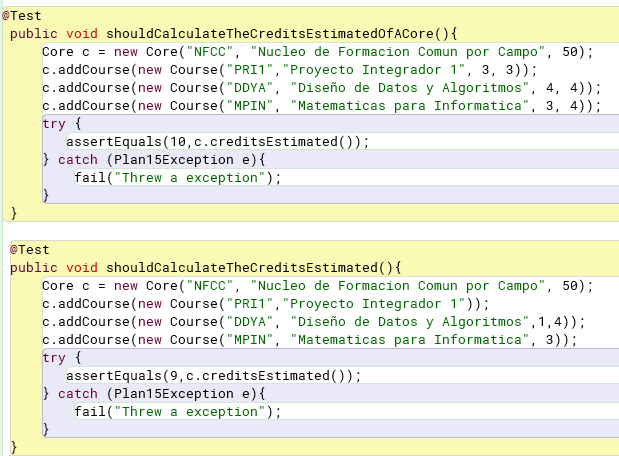 @Test
public void shouldCalculateTheCreditsEstimatedOfACore(){
Core c = new Core("NFCC", "Nucleo de Formacion Comun por Campo", 50);
c.addCourse(new Course("PRI1","Proyecto Integrador 1", 3, 3));
c.addCourse(new Course("DDYA", "Diseño de Datos y Algoritmos", 4, 4));
c.addCourse(new Course("MPIN", "Matematicas para Informatica", 3, 4));
try {
assertEquals(10,c.creditsEstimated());
} catch (Plan15Exception e){
fail("Threw a exception");
}
}
@Test
public void shouldCalculateTheCreditsEstimated(){
Core c = new Core("NFCC", "Nucleo de Formacion Comun por Campo", 50);
c.addCourse(new Course("PRI1","Proyecto Integrador 1"));
c.addCourse(new Course("DDYA", "Diseño de Datos y Algoritmos",1,4));
c.addCourse(new Course("MPIN", "Matematicas para Informatica", 3));
try {
assertEquals(9,c.creditsEstimated());
} catch (Plan15Exception e){
fail("Threw a exception");
}
}